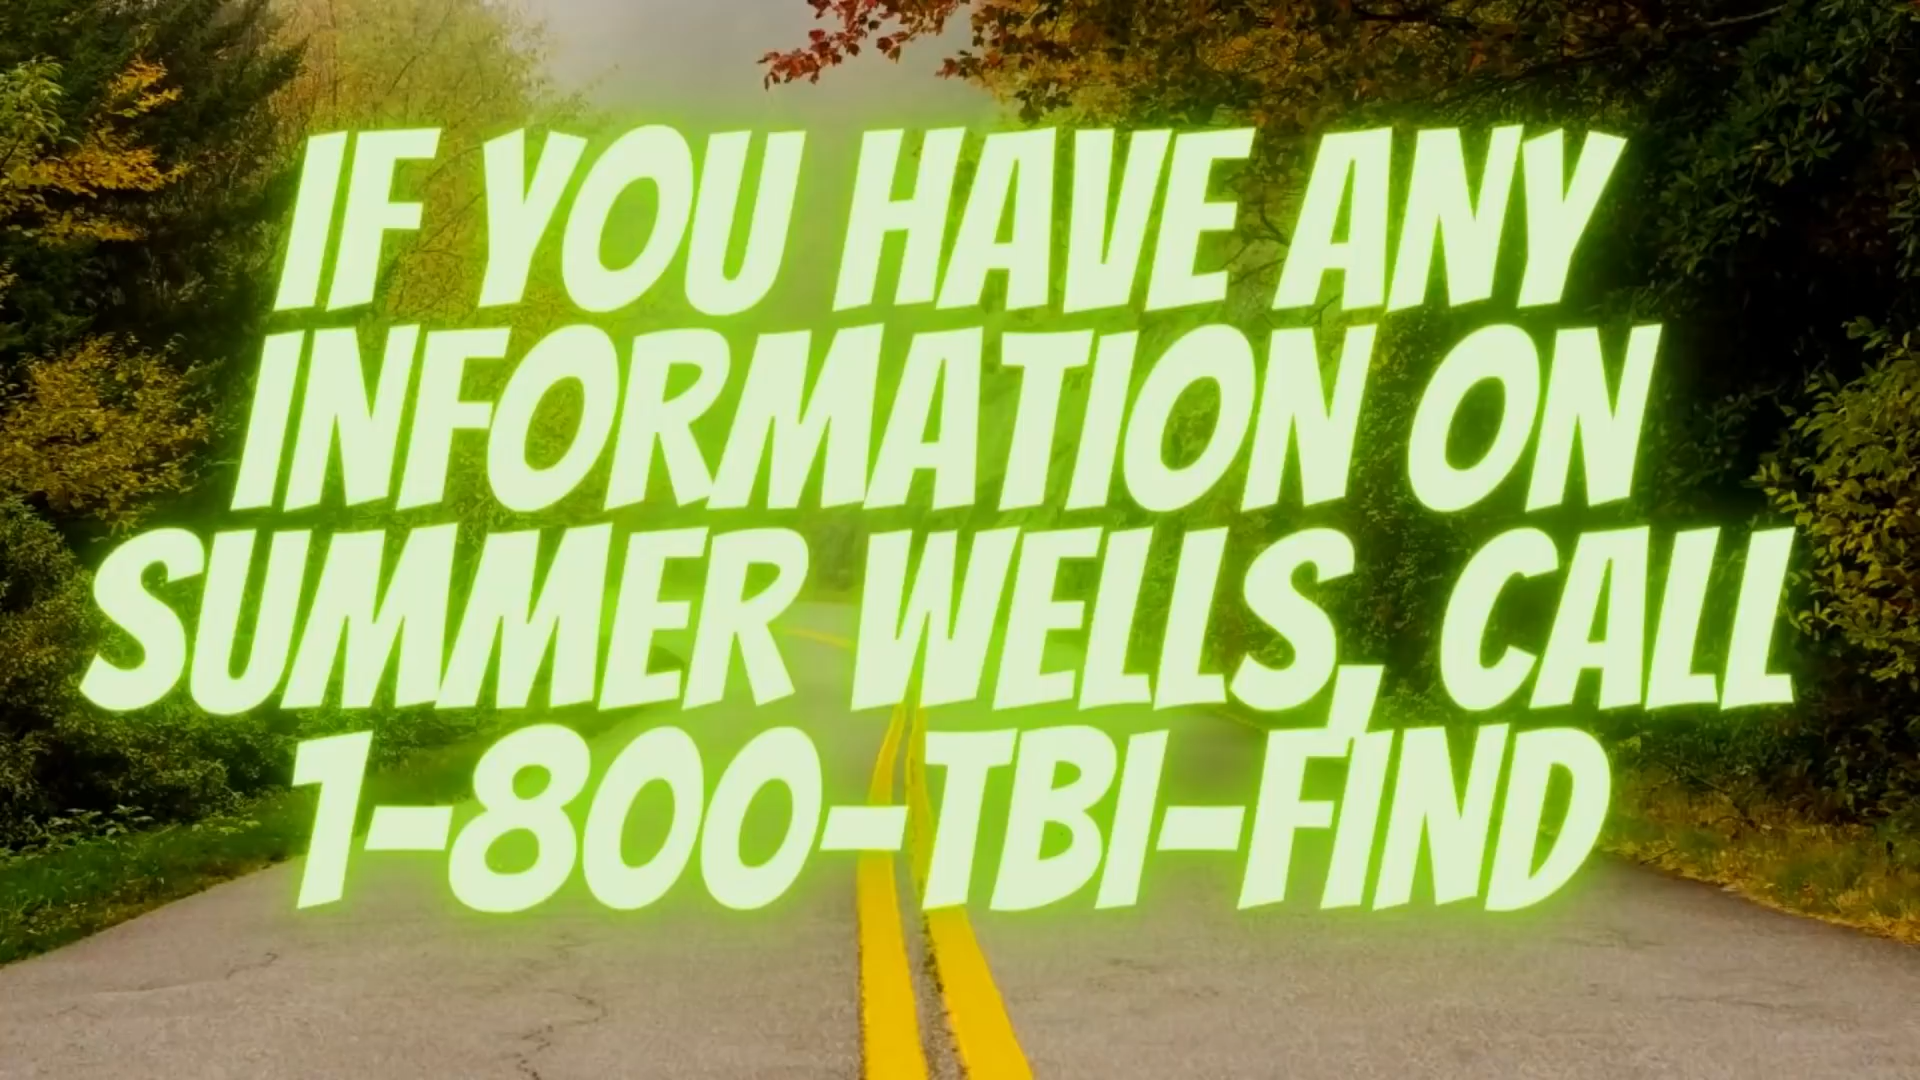 IF YOU HAVE ANY
INFORMATION ON
SUMMER WELLS, CALL
1-800-TBI-FIND